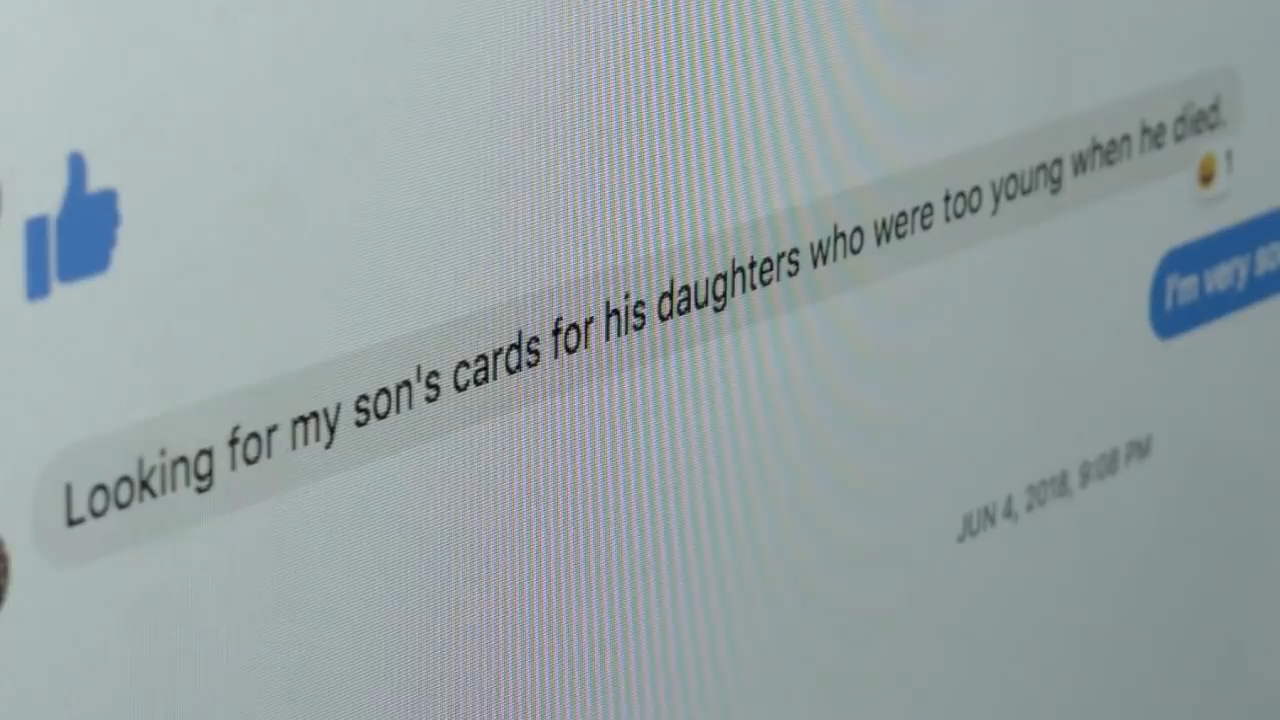 Looking for my son's cards for his daughters who were too young when he died.
1
I'm very
JUN 4, 2018, 9:08 PM